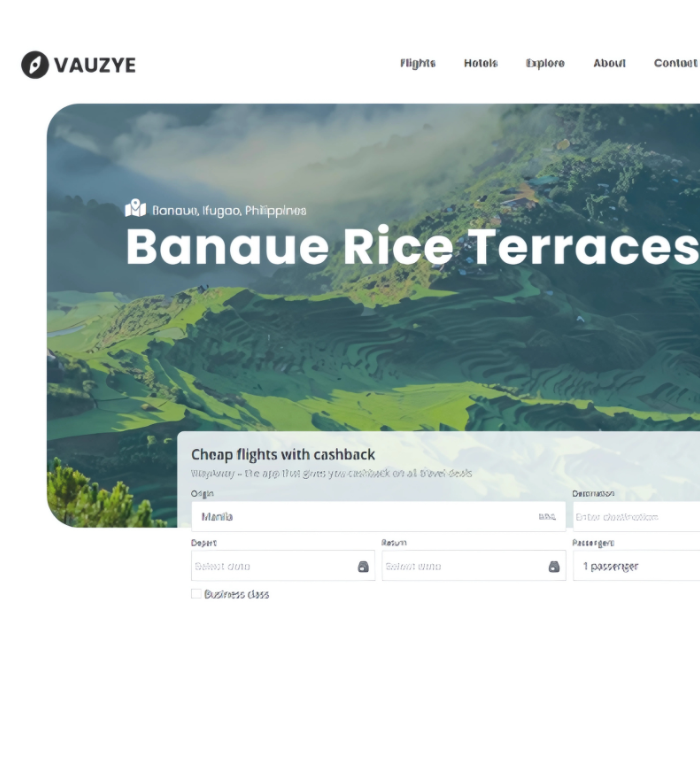 VAUZYE
Flights Hotels Explore About Contact
Banaue, Ifugao, Philippines
Banaue Rice Terraces
Cheap flights with cashback
WayAway – the app that gives you cashback on all travel deals
Origin Destination
Manila MNL Enter destination
Depart Return Passengers
Select date Select date 1 passenger
Business class